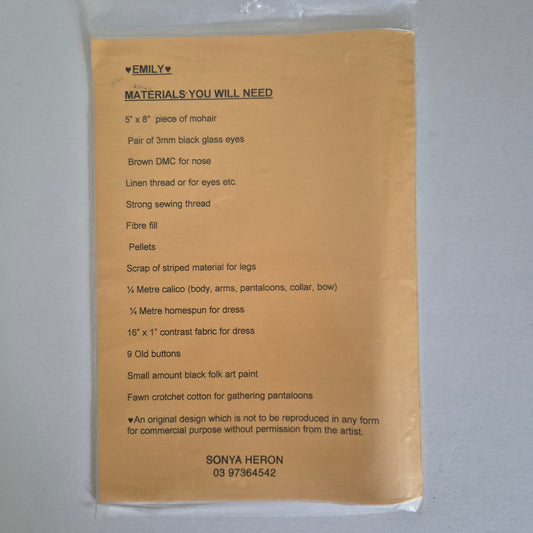 ♥EMILY♥
MATERIALS YOU WILL NEED
5" x 8" piece of mohair
Pair of 3mm black glass eyes
Brown DMC for nose
Linen thread or for eyes etc.
Strong sewing thread
Fibre fill
Pellets
Scrap of striped material for legs
¼ Metre calico (body, arms, pantaloons, collar, bow)
¼ Metre homespun for dress
16" x 1" contrast fabric for dress
9 Old buttons
Small amount black folk art paint
Fawn crotchet cotton for gathering pantaloons
♥An original design which is not to be reproduced in any form
for commercial purpose without permission from the artist.
SONYA HERON
03 97364542